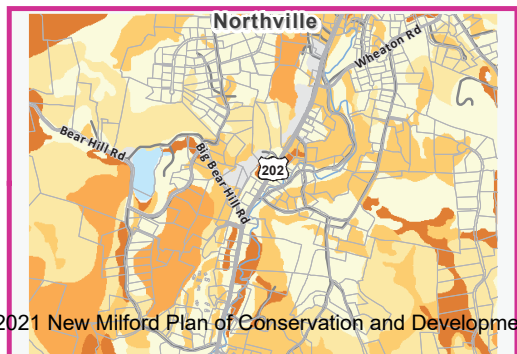 Northville
Wheaton Rd
Bear Hill Rd
Big Bear Hill Rd
202
2021 New Milford Plan of Conservation and Developme